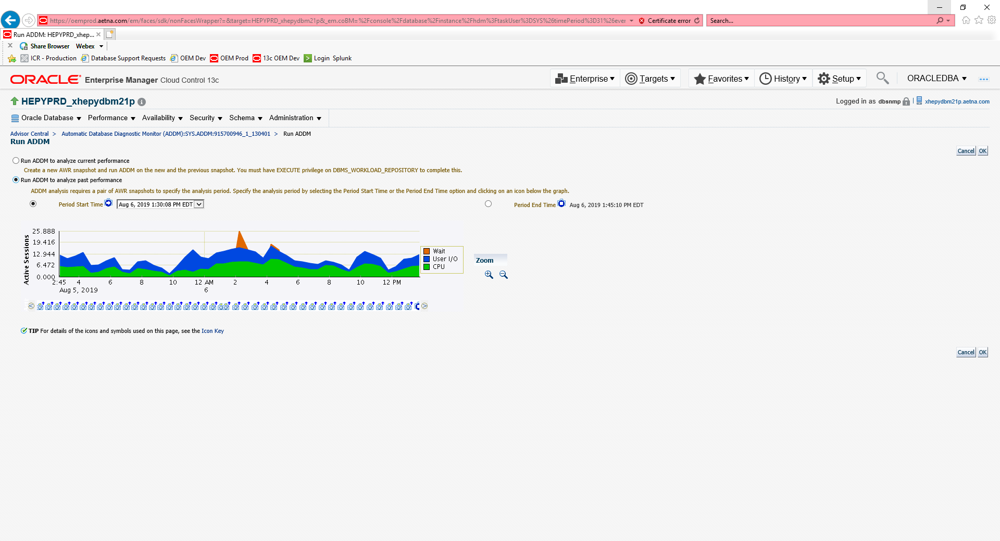 https://oemprod.aetna.com/em/faces/sdk/nonFacesWrapper?=&target=HEPYPRD_xhepydbm21p&_em.coBM=%2Fconsole%2Fdatabase%2Finstance%2Fhdm%3FtaskUser%3DSYS%26timePeriod%3D31%26ever Certificate error Search...
Run ADDM: HEPYPRD_xhep...
x Share Browser Webex
ICR - Production Database Support Requests OEM Dev OEM Prod 13c OEM Dev Login Splunk
ORACLE Enterprise Manager Cloud Control 13c Enterprise Targets Favorites History Setup ORACLEDBA
HEPYPRD_xhepydbm21p Logged in as dbsnmp xhepydbm21p.aetna.com
Oracle Database Performance Availability Security Schema Administration
Advisor Central > Automatic Database Diagnostic Monitor (ADDM):SYS.ADDM:915700946_1_130401 > Run ADDM
Run ADDM
Cancel OK
Run ADDM to analyze current performance
Create a new AWR snapshot and run ADDM on the new and the previous snapshot. You must have EXECUTE privilege on DBMS_WORKLOAD_REPOSITORY to complete this.
Run ADDM to analyze past performance
ADDM analysis requires a pair of AWR snapshots to specify the analysis period. Specify the analysis period by selecting the Period Start Time or the Period End Time option and clicking on an icon below the graph.
Period Start Time Aug 6, 2019 1:30:08 PM EDT Period End Time Aug 6, 2019 1:45:10 PM EDT
Active Sessions
25.888
19.416
12.944
6.472
0.000
2:45 4 6 8 10 12 AM 2 4 6 8 10 12 PM
Aug 5, 2019 6
Wait
User I/O
CPU
Zoom
TIP For details of the icons and symbols used on this page, see the Icon Key
Cancel OK